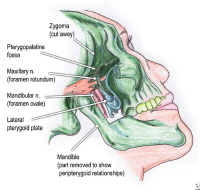 Zygoma
(cut away)
Pterygopalatine
fossa
Maxillary n.
(foramen rotundum)
Mandibular n.
(foramen ovale)
Lateral
pterygoid plate
Mandible
(part removed to show
peripterygoid relationships)